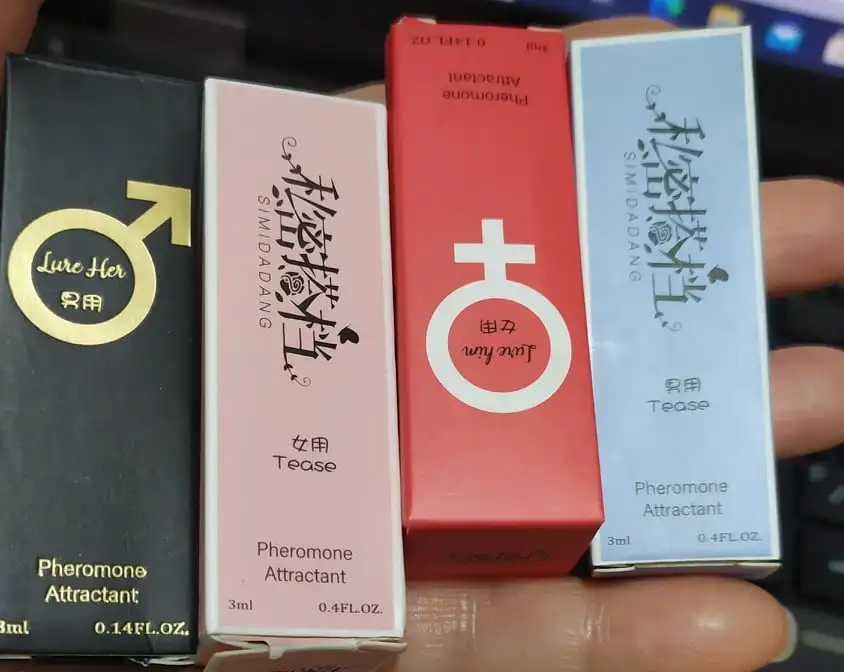 Lure Her
男用
Pheromone
Attractant
3ml
0.14FL.OZ.
私密搭档
SIMIDADANG
女用
Tease
Pheromone
Attractant
3ml
0.4FL.OZ.
Lure him
女用
Pheromone
Attractant
3ml
0.14FL.OZ
私密搭档
SIMIDADANG
男用
Tease
Pheromone
Attractant
3ml
0.4FL.OZ.